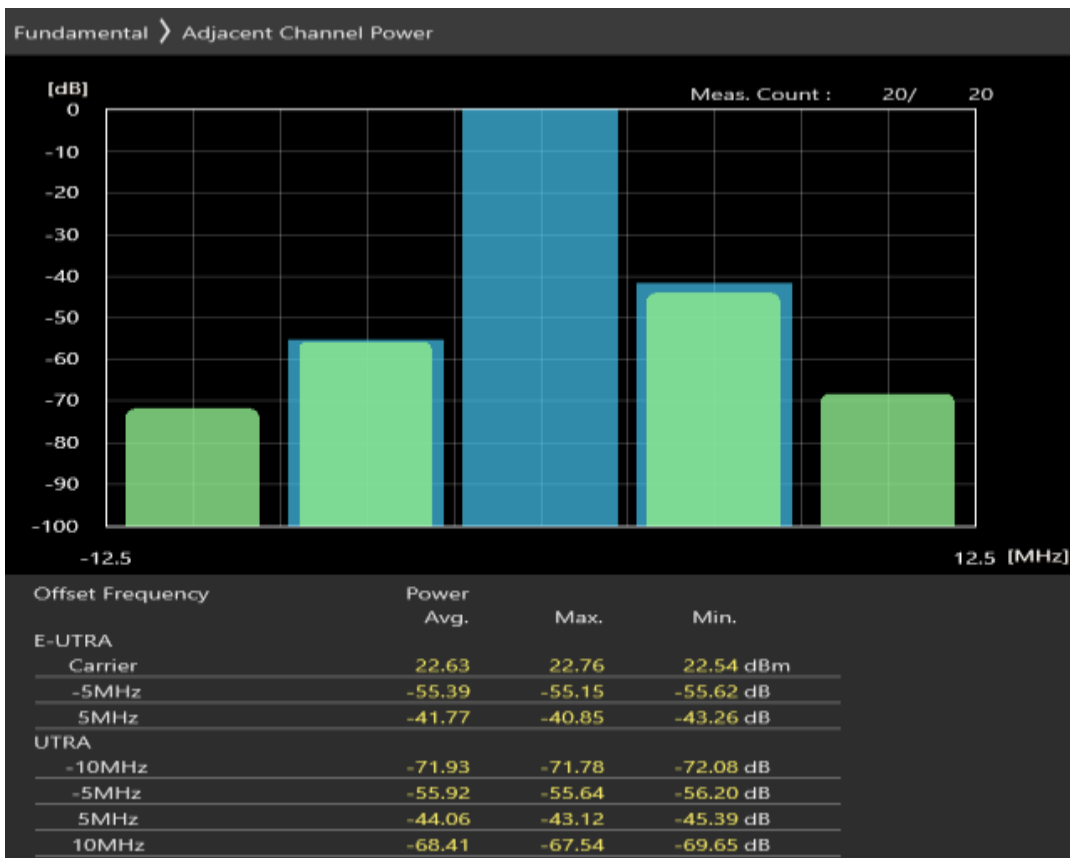 Fundamental ❯ Adjacent Channel Power
[dB]
Meas. Count : 20/ 20
0
-10
-20
-30
-40
-50
-60
-70
-80
-90
-100
-12.5 12.5 [MHz]
Offset Frequency Power
Avg. Max. Min.
E-UTRA
Carrier 22.63 22.76 22.54 dBm
-5MHz -55.39 -55.15 -55.62 dB
5MHz -41.77 -40.85 -43.26 dB
UTRA
-10MHz -71.93 -71.78 -72.08 dB
-5MHz -55.92 -55.64 -56.20 dB
5MHz -44.06 -43.12 -45.39 dB
10MHz -68.41 -67.54 -69.65 dB